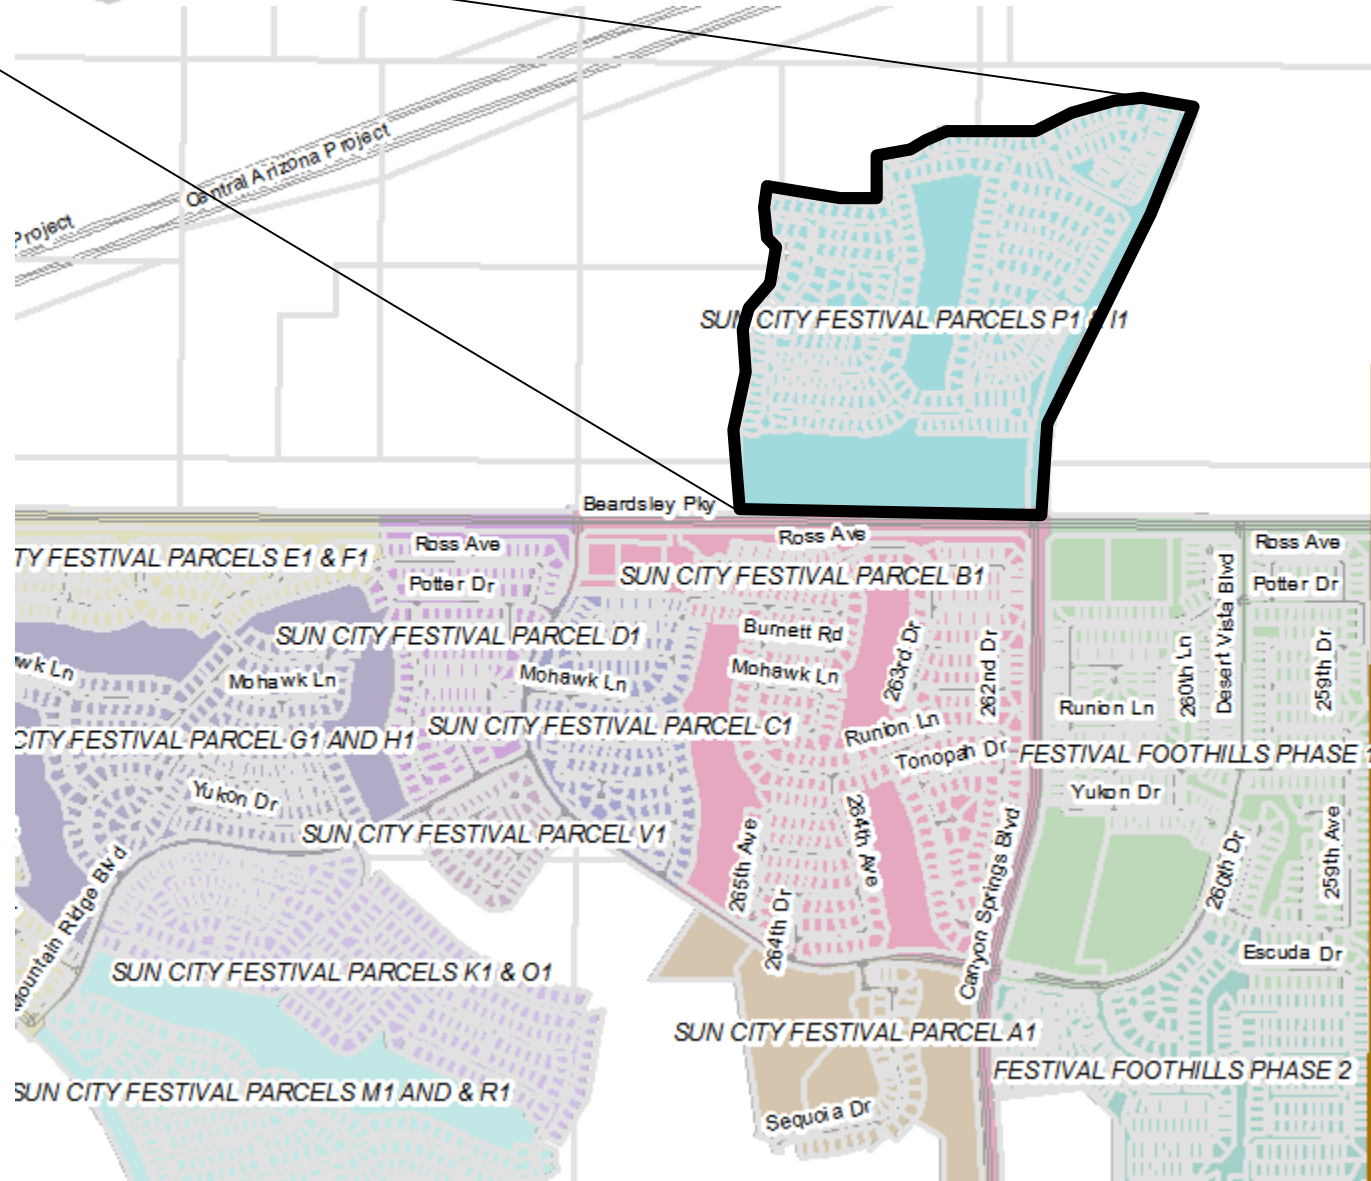 Central Arizona Project
Project
SUN CITY FESTIVAL PARCELS P1 & I1
Beardsley Pky
Ross Ave
Ross Ave
Ross Ave
TY FESTIVAL PARCELS E1 & F1
SUN CITY FESTIVAL PARCEL B1
Potter Dr
Potter Dr
Desert Vista Blvd
SUN CITY FESTIVAL PARCEL D1
Burnett Rd
263rd Dr
262nd Dr
260th Ln
259th Dr
wk Ln
Mohawk Ln
Mohawk Ln
Mohawk Ln
Runion Ln
SUN CITY FESTIVAL PARCEL C1
Runion Ln
CITY FESTIVAL PARCEL G1 AND H1
Tonopah Dr
FESTIVAL FOOTHILLS PHASE
Yukon Dr
Yukon Dr
SUN CITY FESTIVAL PARCEL V1
264th Ave
265th Ave
Canyon Springs Blvd
260th Dr
259th Ave
Mountain Ridge Blvd
264th Dr
Escuda Dr
SUN CITY FESTIVAL PARCELS K1 & O1
SUN CITY FESTIVAL PARCEL A1
FESTIVAL FOOTHILLS PHASE 2
SUN CITY FESTIVAL PARCELS M1 AND & R1
Sequoia Dr